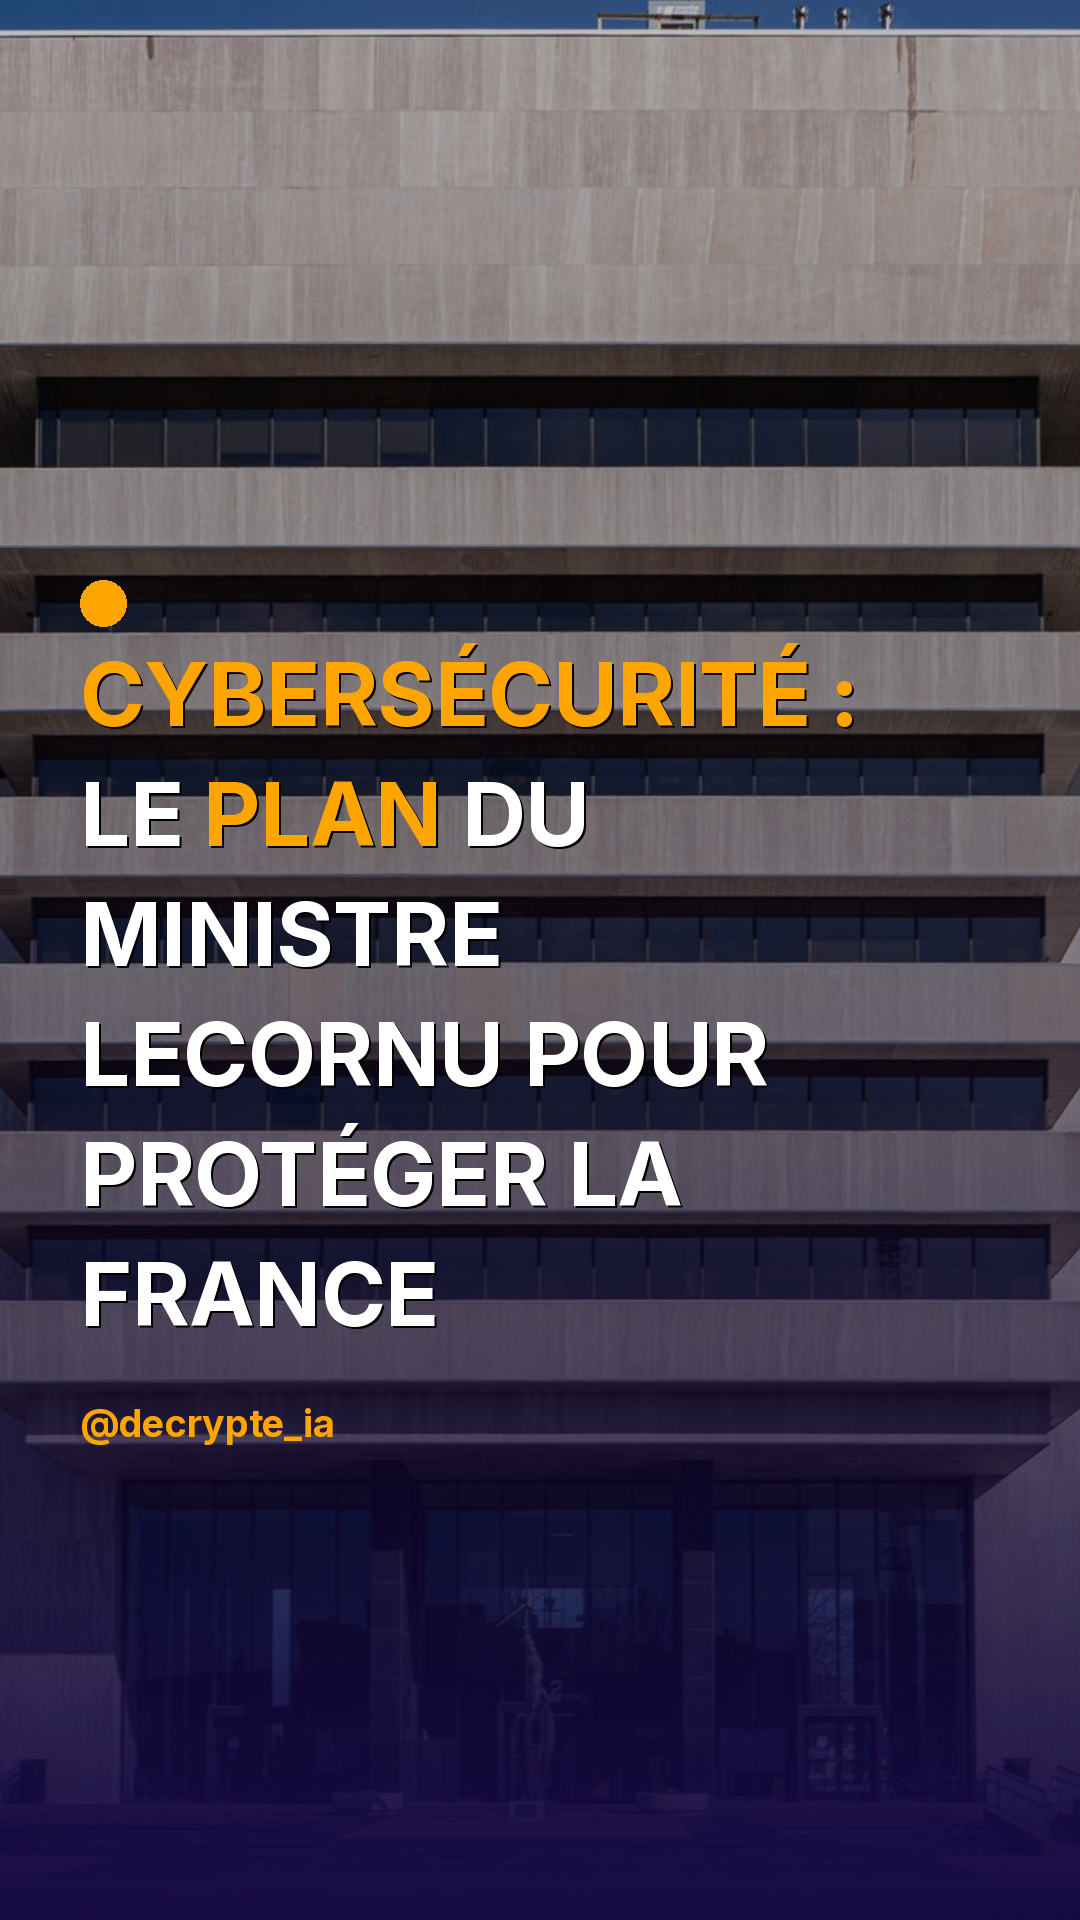 CYBERSÉCURITÉ :
LE PLAN DU
MINISTRE
LECORNU POUR
PROTÉGER LA
FRANCE
@decrypte_ia